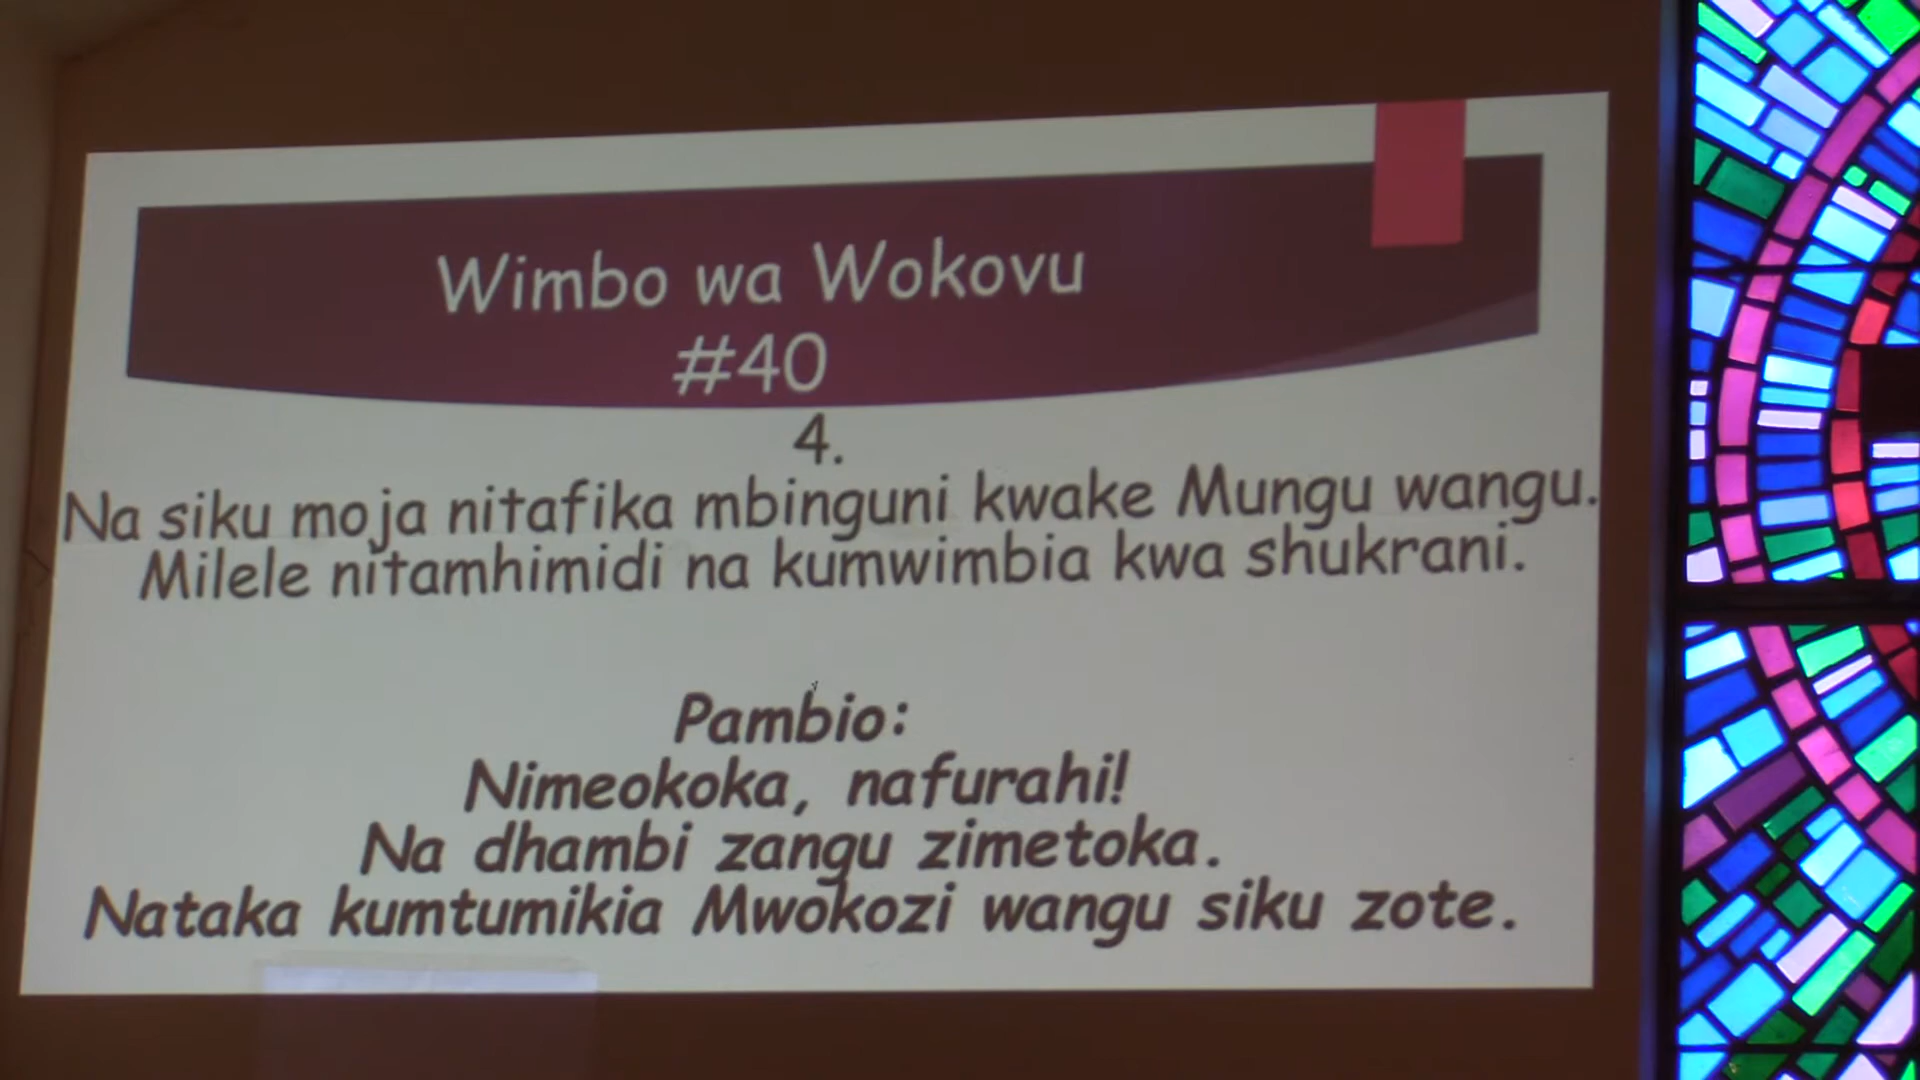 Wimbo wa Wokovu
#40
4.
Na siku moja nitafika mbinguni kwake Mungu wangu.
Milele nitamhimidi na kumwimbia kwa shukrani.
Pambio:
Nimeokoka, nafurahi!
Na dhambi zangu zimetoka.
Nataka kumtumikia Mwokozi wangu siku zote.